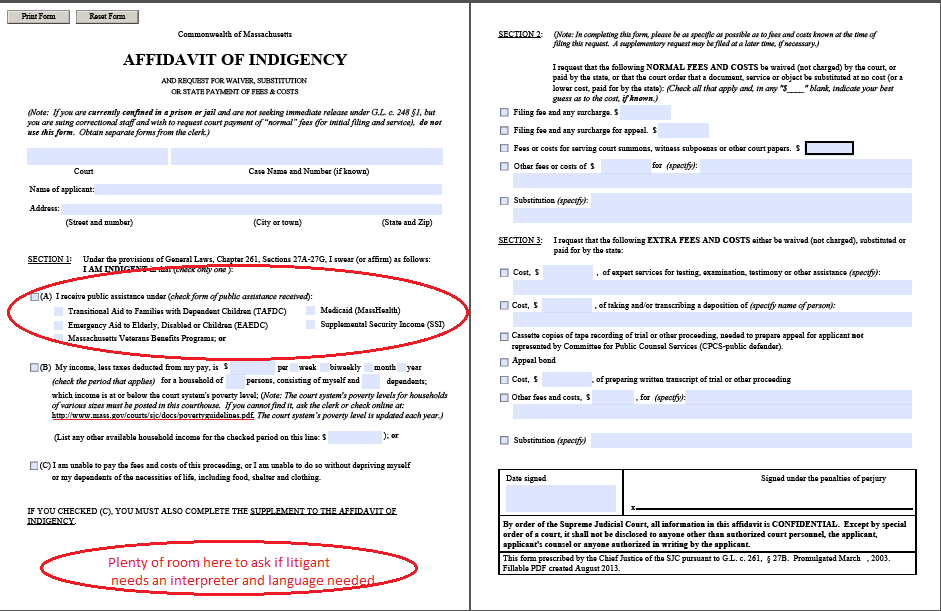 Print Form
Reset Form
Commonwealth of Massachusetts
AFFIDAVIT OF INDIGENCY
AND REQUEST FOR WAIVER, SUBSTITUTION
OR STATE PAYMENT OF FEES & COSTS
(Note: If you are currently confined in a prison or jail and are not seeking immediate release under G.L. c. 248 §1, but
you are suing correctional staff and wish to request court payment of "normal" fees (for initial filing and service), do not
use this form. Obtain separate forms from the clerk.)
Court
Case Name and Number (if known)
Name of applicant:
Address:
(Street and number) (City or town) (State and Zip)
SECTION 1: Under the provisions of General Laws, Chapter 261, Sections 27A-27G, I swear (or affirm) as follows:
I AM INDIGENT in that (check only one ):
(A) I receive public assistance under (check form of public assistance received):
Transitional Aid to Families with Dependent Children (TAFDC) Medicaid (MassHealth)
Emergency Aid to Elderly, Disabled or Children (EAEDC) Supplemental Security Income (SSI)
Massachusetts Veterans Benefits Programs; or
(B) My income, less taxes deducted from my pay, is $ per week biweekly month year
(check the period that applies) for a household of persons, consisting of myself and dependents;
which income is at or below the court system's poverty level; (Note: The court system's poverty levels for households
of various sizes must be posted in this courthouse. If you cannot find it, ask the clerk or check online at:
http://www.mass.gov/courts/sjc/docs/povertyguidelines.pdf. The court system's poverty level is updated each year.)
(List any other available household income for the checked period on this line: $ ); or
(C) I am unable to pay the fees and costs of this proceeding, or I am unable to do so without depriving myself
or my dependents of the necessities of life, including food, shelter and clothing.
IF YOU CHECKED (C), YOU MUST ALSO COMPLETE THE SUPPLEMENT TO THE AFFIDAVIT OF
INDIGENCY.
Plenty of room here to ask if litigant
needs an interpreter and language needed
SECTION 2: (Note: In completing this form, please be as specific as possible as to fees and costs known at the time of
filing this request. A supplementary request may be filed at a later time, if necessary.)
I request that the following NORMAL FEES AND COSTS be waived (not charged) by the court, or
paid by the state, or that the court order that a document, service or object be substituted at no cost (or a
lower cost, paid for by the state): (Check all that apply and, in any "$____" blank, indicate your best
guess as to the cost, if known.)
Filing fee and any surcharge. $
Filing fee and any surcharge for appeal. $
Fees or costs for serving court summons, witness subpoenas or other court papers. $
Other fees or costs of $ for (specify):
Substitution (specify):
SECTION 3: I request that the following EXTRA FEES AND COSTS either be waived (not charged), substituted or
paid for by the state:
Cost, $ , of expert services for testing, examination, testimony or other assistance (specify):
Cost, $ , of taking and/or transcribing a deposition of (specify name of person):
Cassette copies of tape recording of trial or other proceeding, needed to prepare appeal for applicant not
represented by Committee for Public Counsel Services (CPCS-public defender).
Appeal bond
Cost, $ , of preparing written transcript of trial or other proceeding
Other fees and costs, $ , for (specify):
Substitution (specify)
Date signed
Signed under the penalties of perjury
x
By order of the Supreme Judicial Court, all information in this affidavit is CONFIDENTIAL. Except by special
order of a court, it shall not be disclosed to anyone other than authorized court personnel, the applicant,
applicant's counsel or anyone authorized in writing by the applicant.
This form prescribed by the Chief Justice of the SJC pursuant to G.L. c. 261, § 27B. Promulgated March , 2003.
Fillable PDF created August 2013.